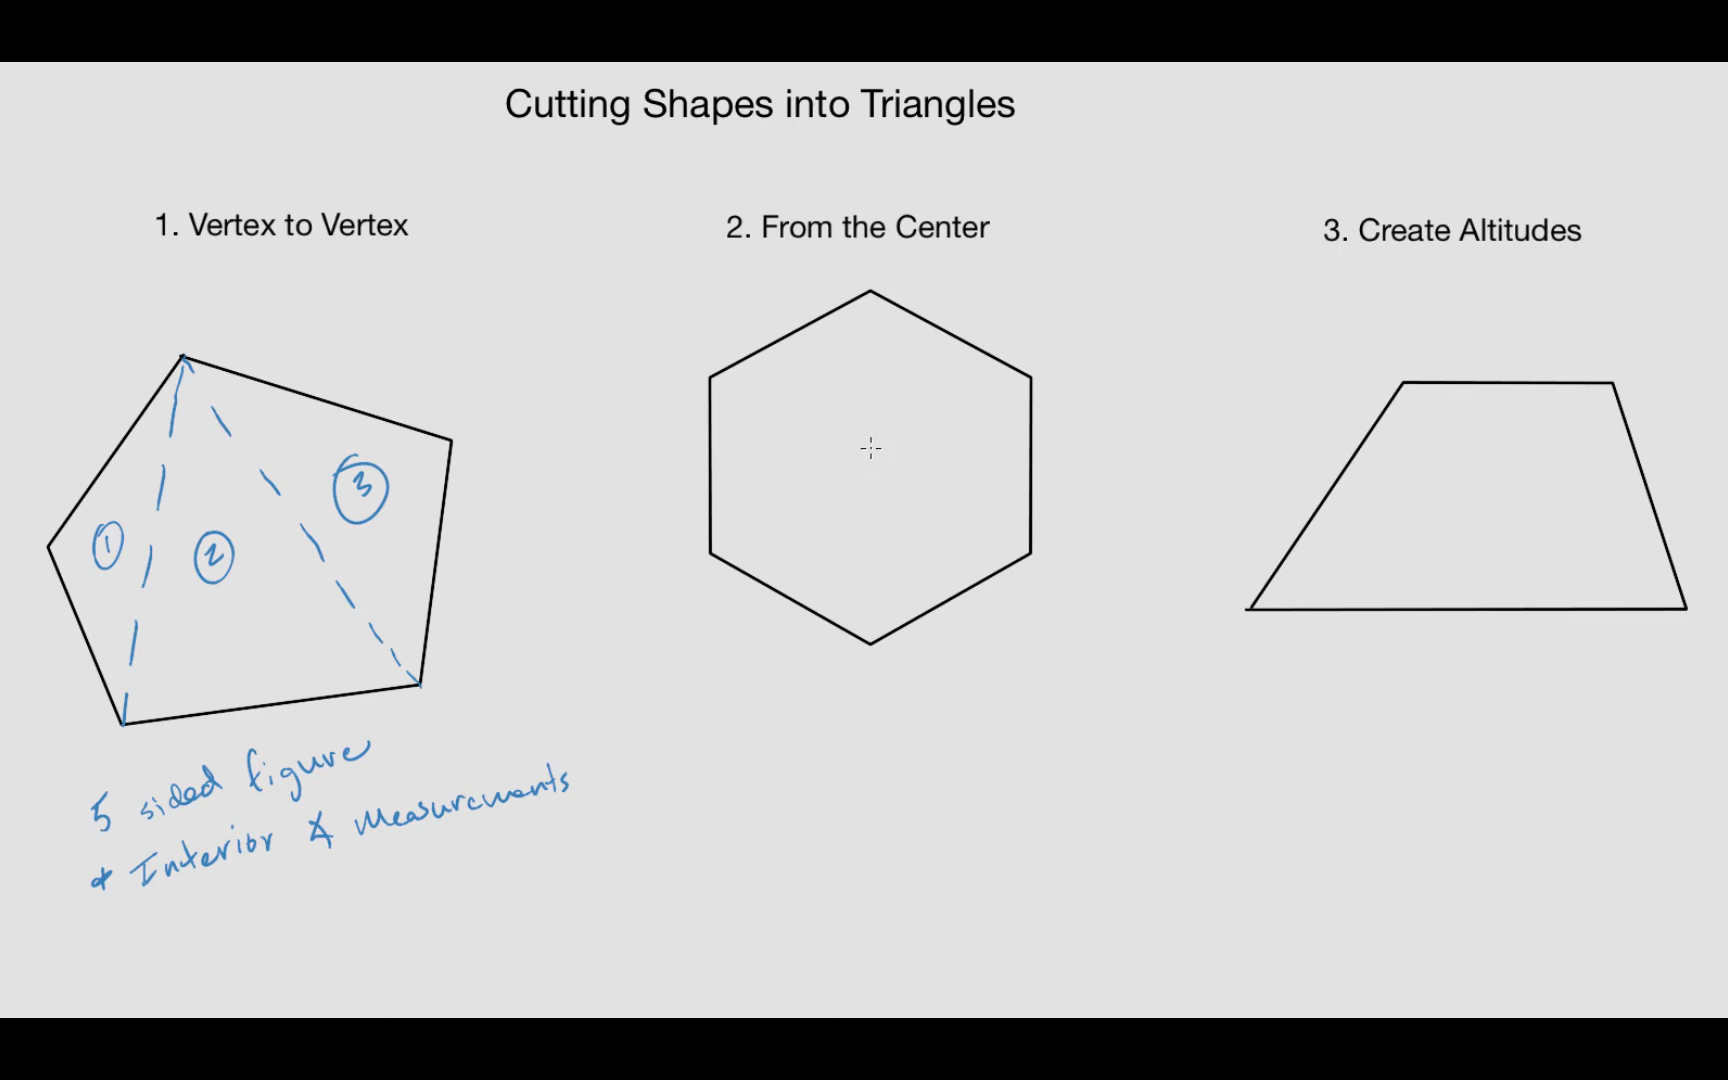 Cutting Shapes into Triangles
1. Vertex to Vertex
2. From the Center
3. Create Altitudes
1
2
3
5 sided figure
* Interior ∡ Measurements